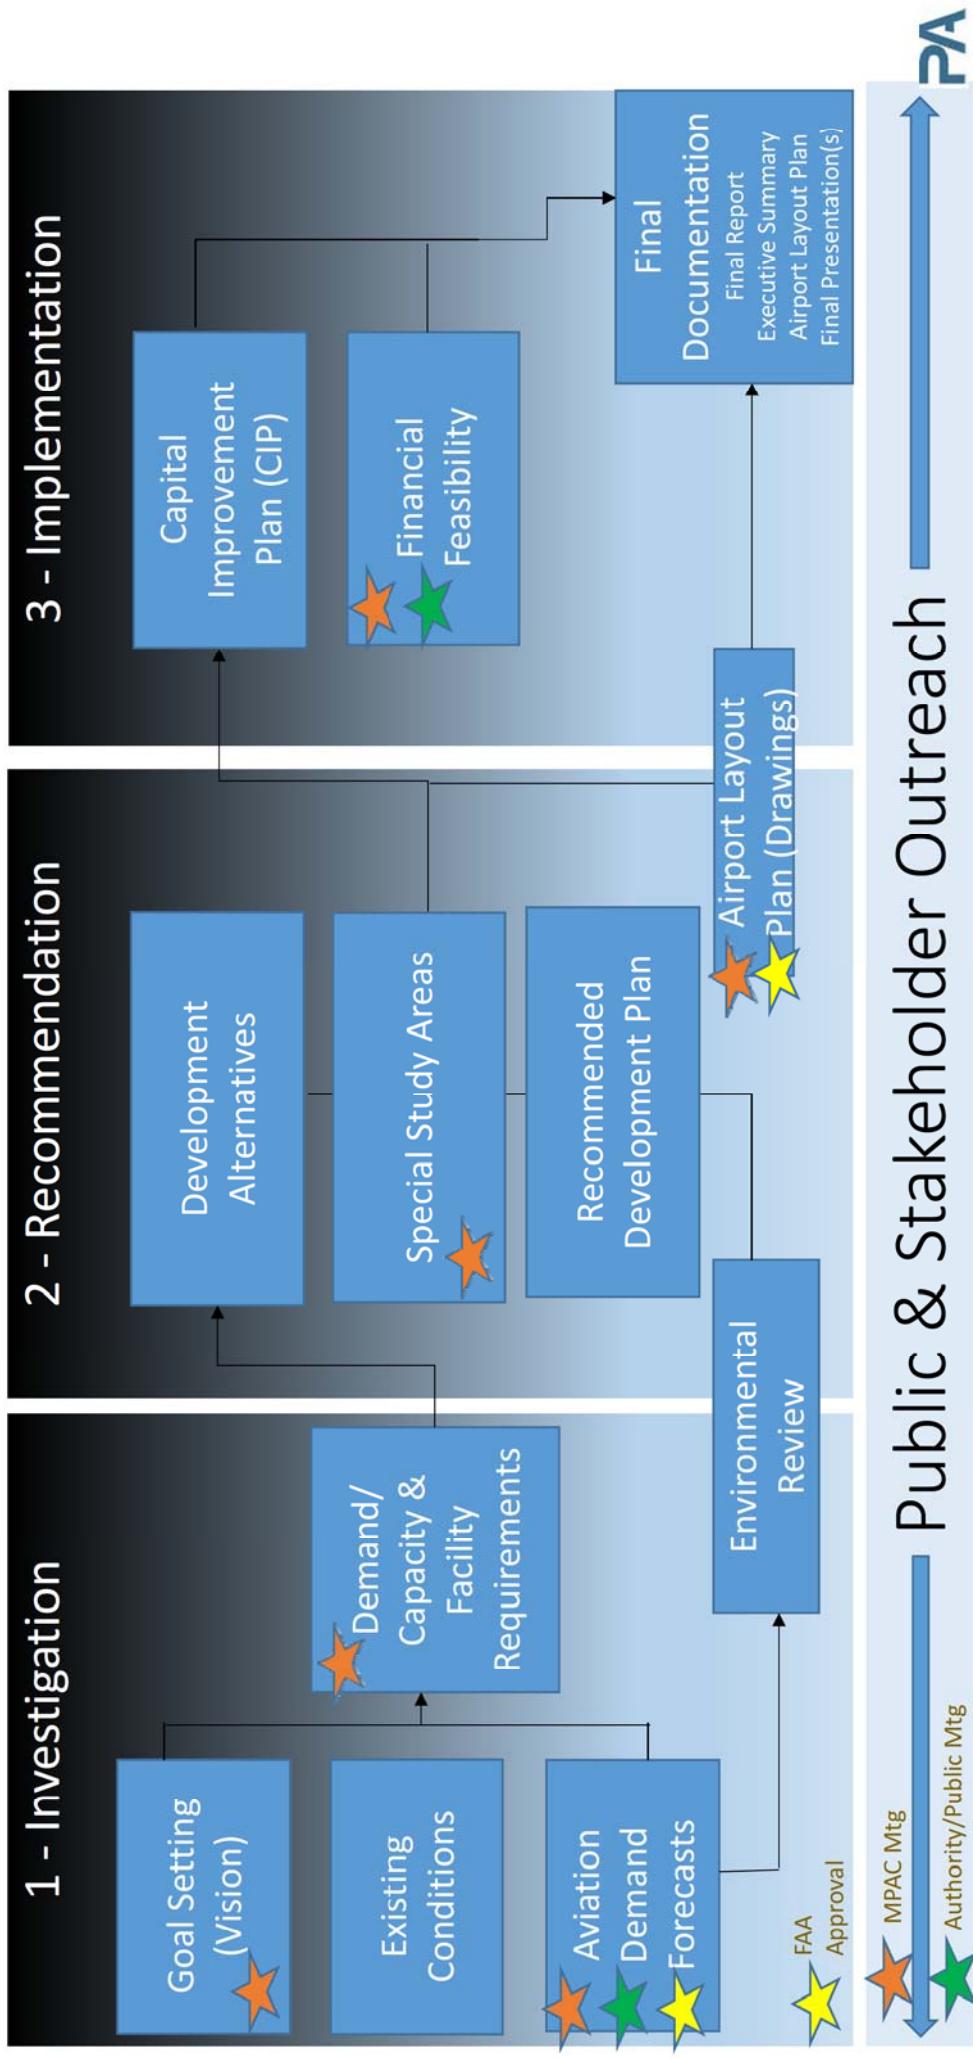 1 - Investigation
Goal Setting
(Vision)
Existing
Conditions
Aviation
Demand
Forecasts
Demand/
Capacity &
Facility
Requirements
Environmental
Review
2 - Recommendation
Development
Alternatives
Special Study Areas
Recommended
Development Plan
Airport Layout
Plan (Drawings)
3 - Implementation
Capital
Improvement
Plan (CIP)
Financial
Feasibility
Final
Documentation
Final Report
Executive Summary
Airport Layout Plan
Final Presentation(s)
FAA
Approval
MPAC Mtg
Authority/Public Mtg
Public & Stakeholder Outreach
PA